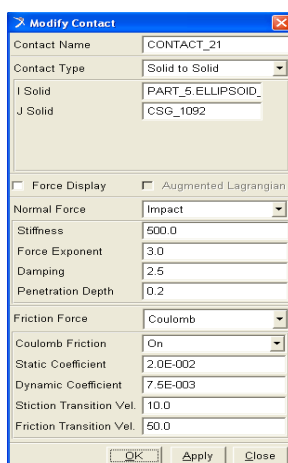 Modify Contact
Contact Name CONTACT_21
Contact Type Solid to Solid
I Solid PART_5.ELLIPSOID_
J Solid CSG_1092
Force Display Augmented Lagrangian
Normal Force Impact
Stiffness 500.0
Force Exponent 3.0
Damping 2.5
Penetration Depth 0.2
Friction Force Coulomb
Coulomb Friction On
Static Coefficient 2.0E-002
Dynamic Coefficient 7.5E-003
Stiction Transition Vel. 10.0
Friction Transition Vel. 50.0
OK Apply Close